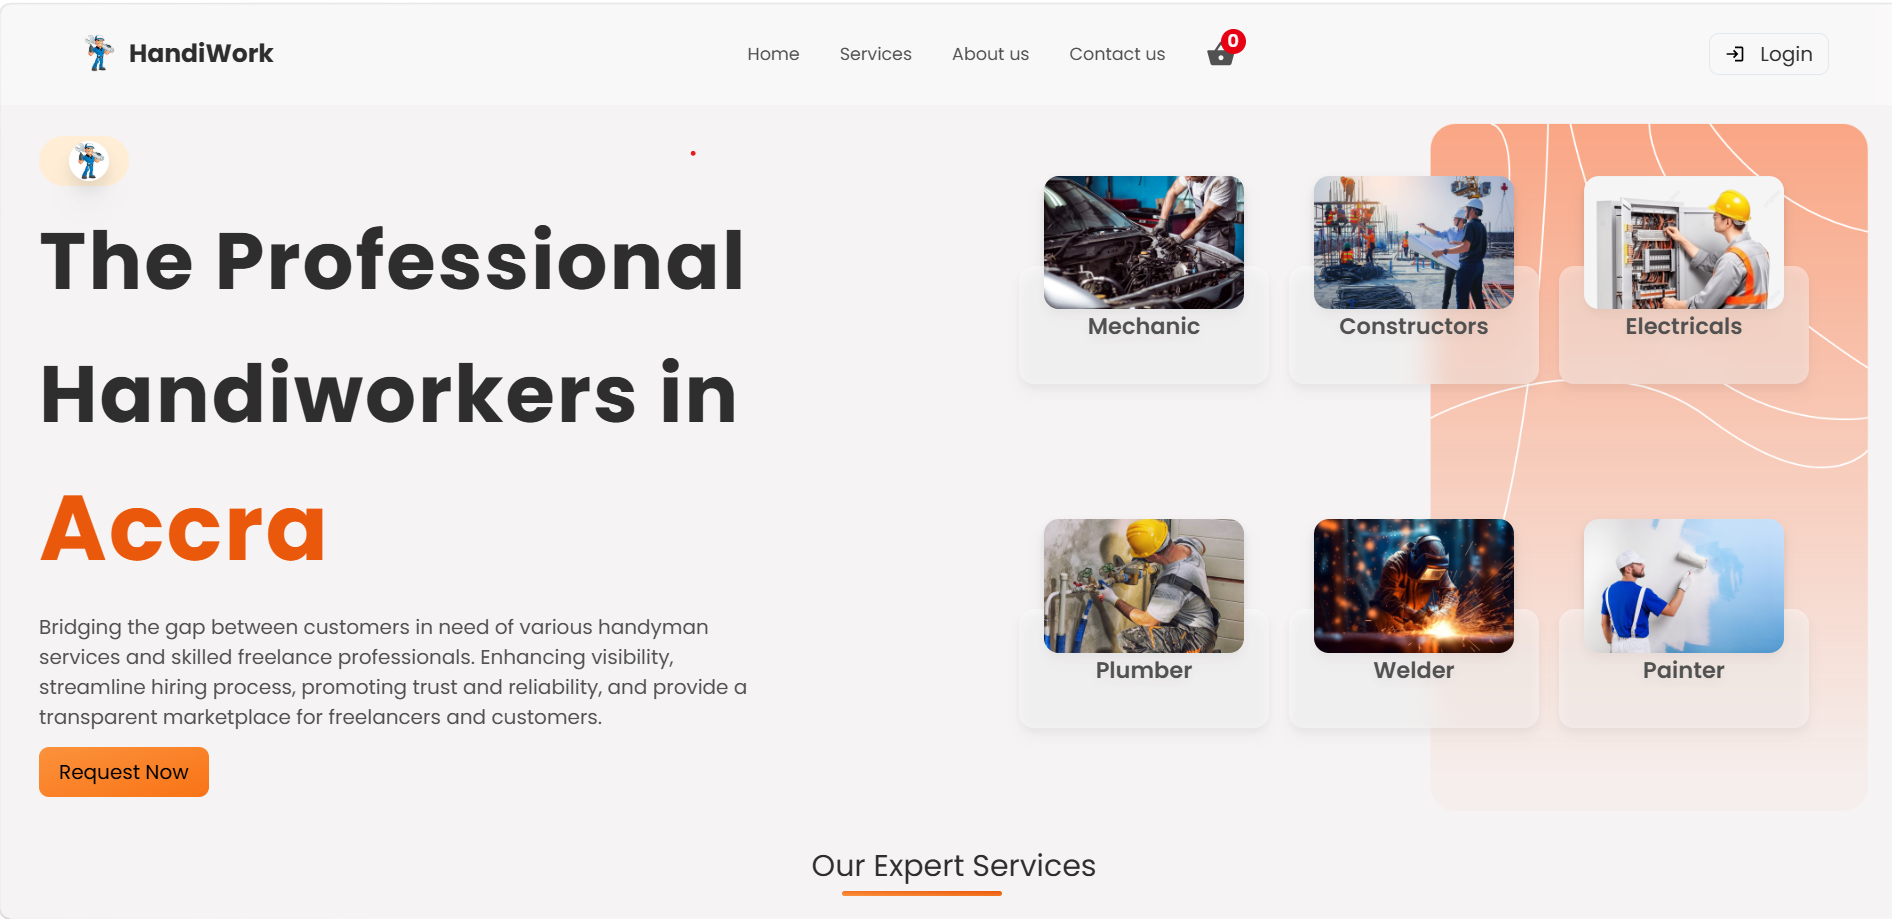 HandiWork
Home
Services
About us
Contact us
0
Login
The Professional
Handiworkers in
Accra
Bridging the gap between customers in need of various handyman
services and skilled freelance professionals. Enhancing visibility,
streamline hiring process, promoting trust and reliability, and provide a
transparent marketplace for freelancers and customers.
Request Now
Mechanic
Constructors
Electricals
Plumber
Welder
Painter
Our Expert Services